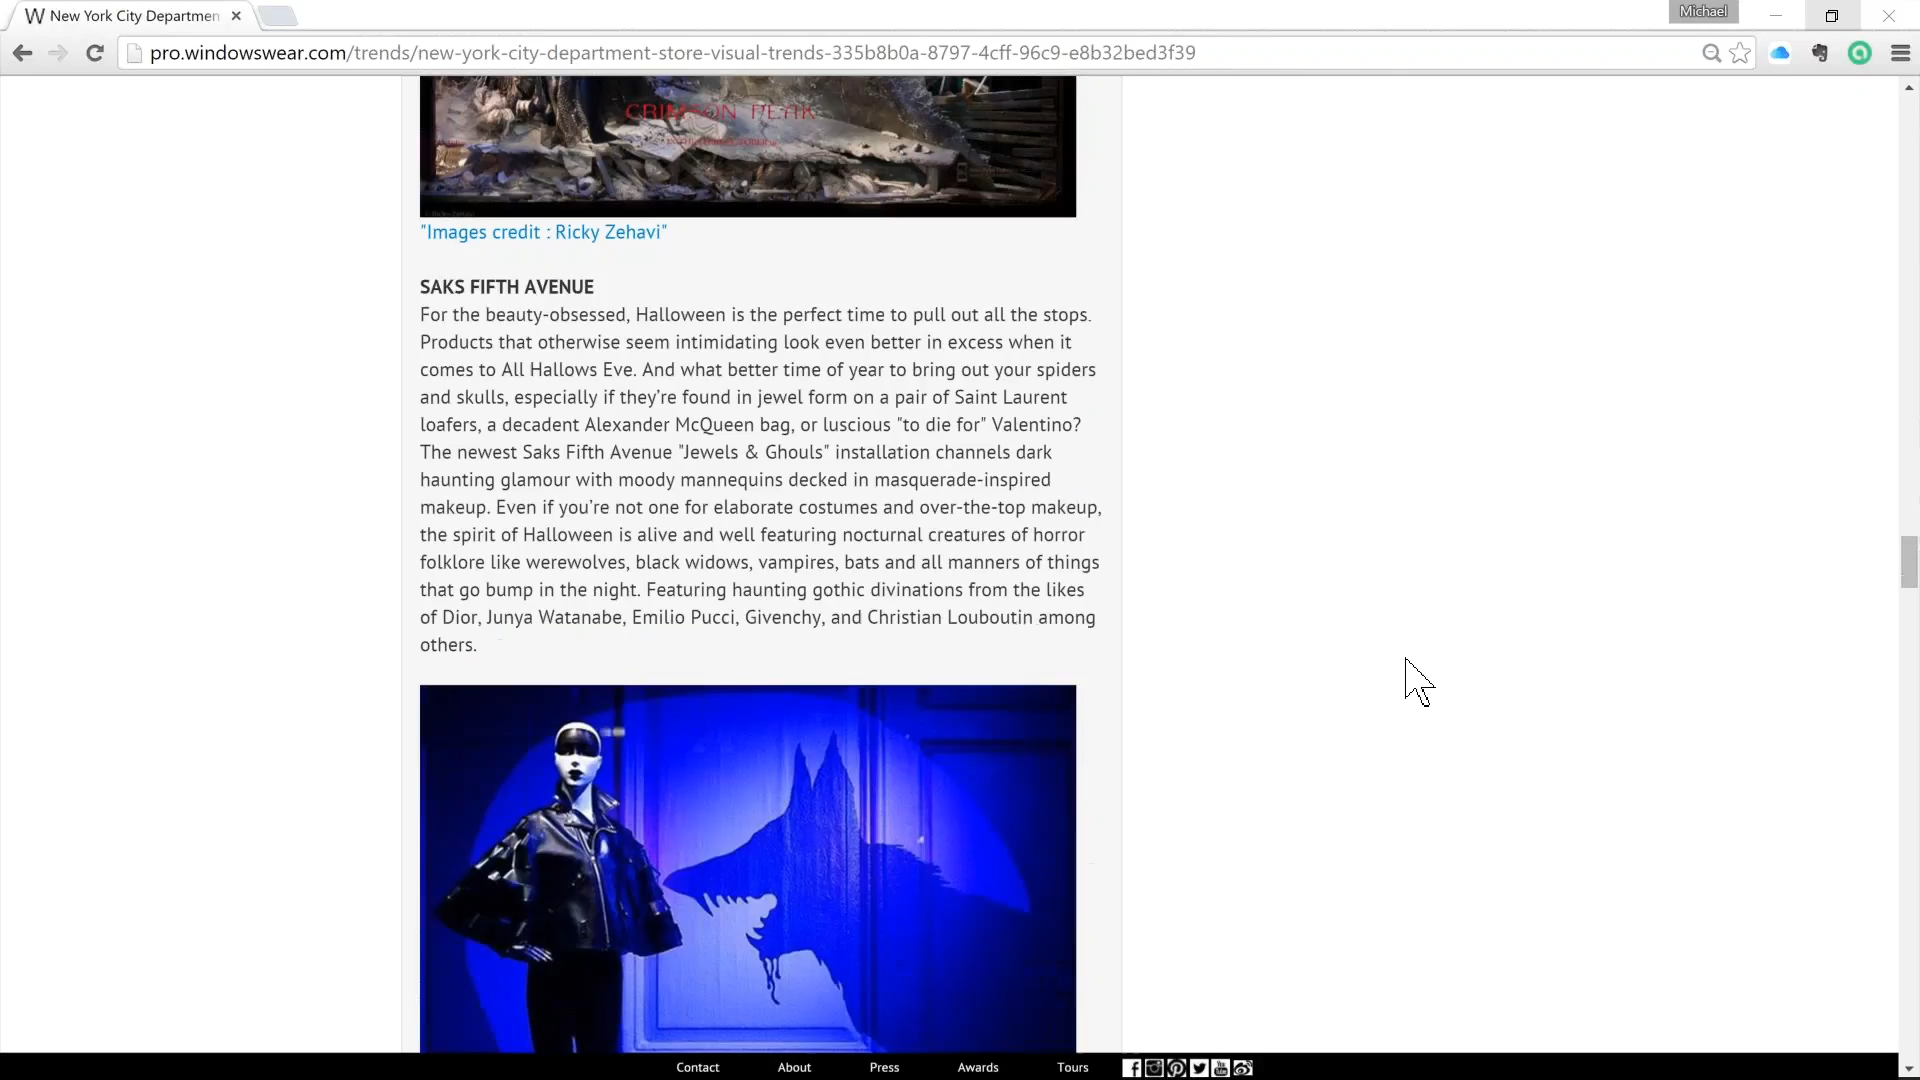 New York City Departmen
Michael
pro.windowswear.com/trends/new-york-city-department-store-visual-trends-335b8b0a-8797-4cff-96c9-e8b32bed3f39
CRIMSON PEAK
"Images credit : Ricky Zehavi"
SAKS FIFTH AVENUE
For the beauty-obsessed, Halloween is the perfect time to pull out all the stops.
Products that otherwise seem intimidating look even better in excess when it
comes to All Hallows Eve. And what better time of year to bring out your spiders
and skulls, especially if they’re found in jewel form on a pair of Saint Laurent
loafers, a decadent Alexander McQueen bag, or luscious "to die for" Valentino?
The newest Saks Fifth Avenue "Jewels & Ghouls" installation channels dark
haunting glamour with moody mannequins decked in masquerade-inspired
makeup. Even if you’re not one for elaborate costumes and over-the-top makeup,
the spirit of Halloween is alive and well featuring nocturnal creatures of horror
folklore like werewolves, black widows, vampires, bats and all manners of things
that go bump in the night. Featuring haunting gothic divinations from the likes
of Dior, Junya Watanabe, Emilio Pucci, Givenchy, and Christian Louboutin among
others.
Contact About Press Awards Tours